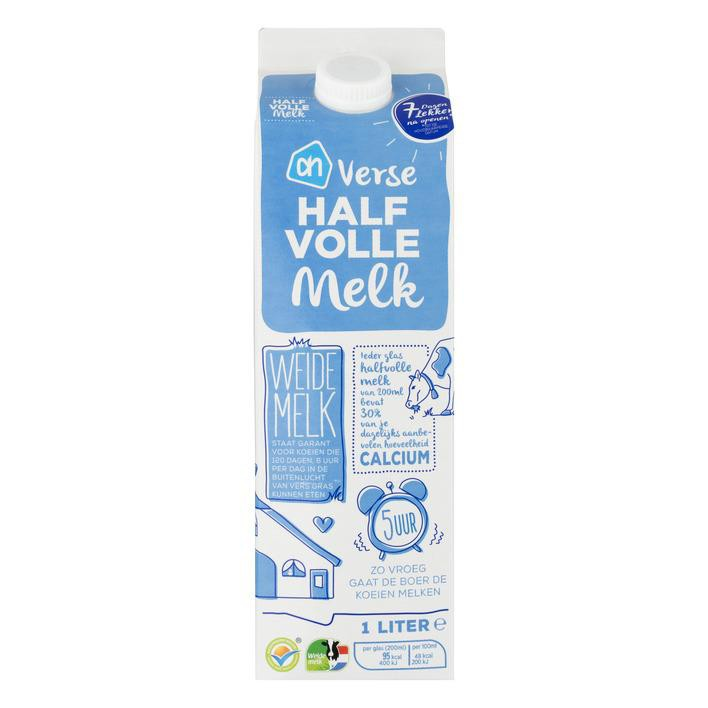 HALF
VOLLE
Melk
7 Dagen
Lekker
na openen*
ah Verse
HALF
VOLLE
Melk
WEIDE
MELK
STAAT GARANT
VOOR KOEIEN DIE
120 DAGEN, 6 UUR
PER DAG IN DE
BUITENLUCHT
VAN VERS GRAS
KUNNEN ETEN
Ieder glas
halfvolle
melk
van 200ml
bevat
30%
van je
dagelijks aanbe-
volen hoeveelheid
CALCIUM
5 UUR
ZO VROEG
GAAT DE BOER DE
KOEIEN MELKEN
1 LITER e
Weide
melk
per glas (200ml)
95 kcal
400 kJ
per 100ml
48 kcal
200 kJ